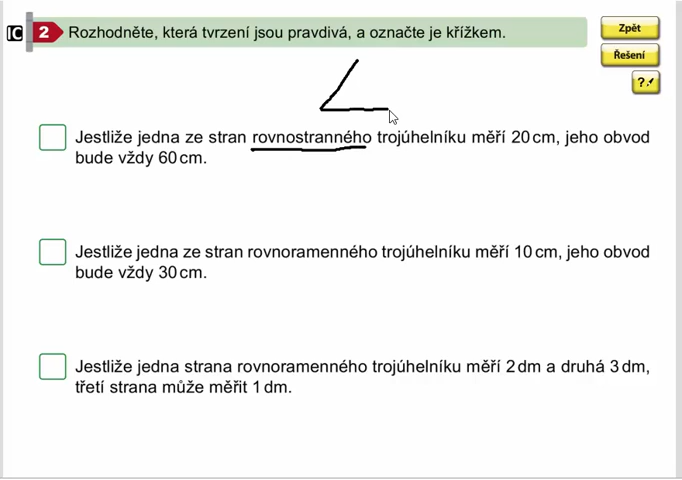 IC 2 Rozhodněte, která tvrzení jsou pravdivá, a označte je křížkem.
Zpět
Řešení
?
Jestliže jedna ze stran rovnostranného trojúhelníku měří 20 cm, jeho obvod
bude vždy 60 cm.
Jestliže jedna ze stran rovnoramenného trojúhelníku měří 10 cm, jeho obvod
bude vždy 30 cm.
Jestliže jedna strana rovnoramenného trojúhelníku měří 2 dm a druhá 3 dm,
třetí strana může měřit 1 dm.